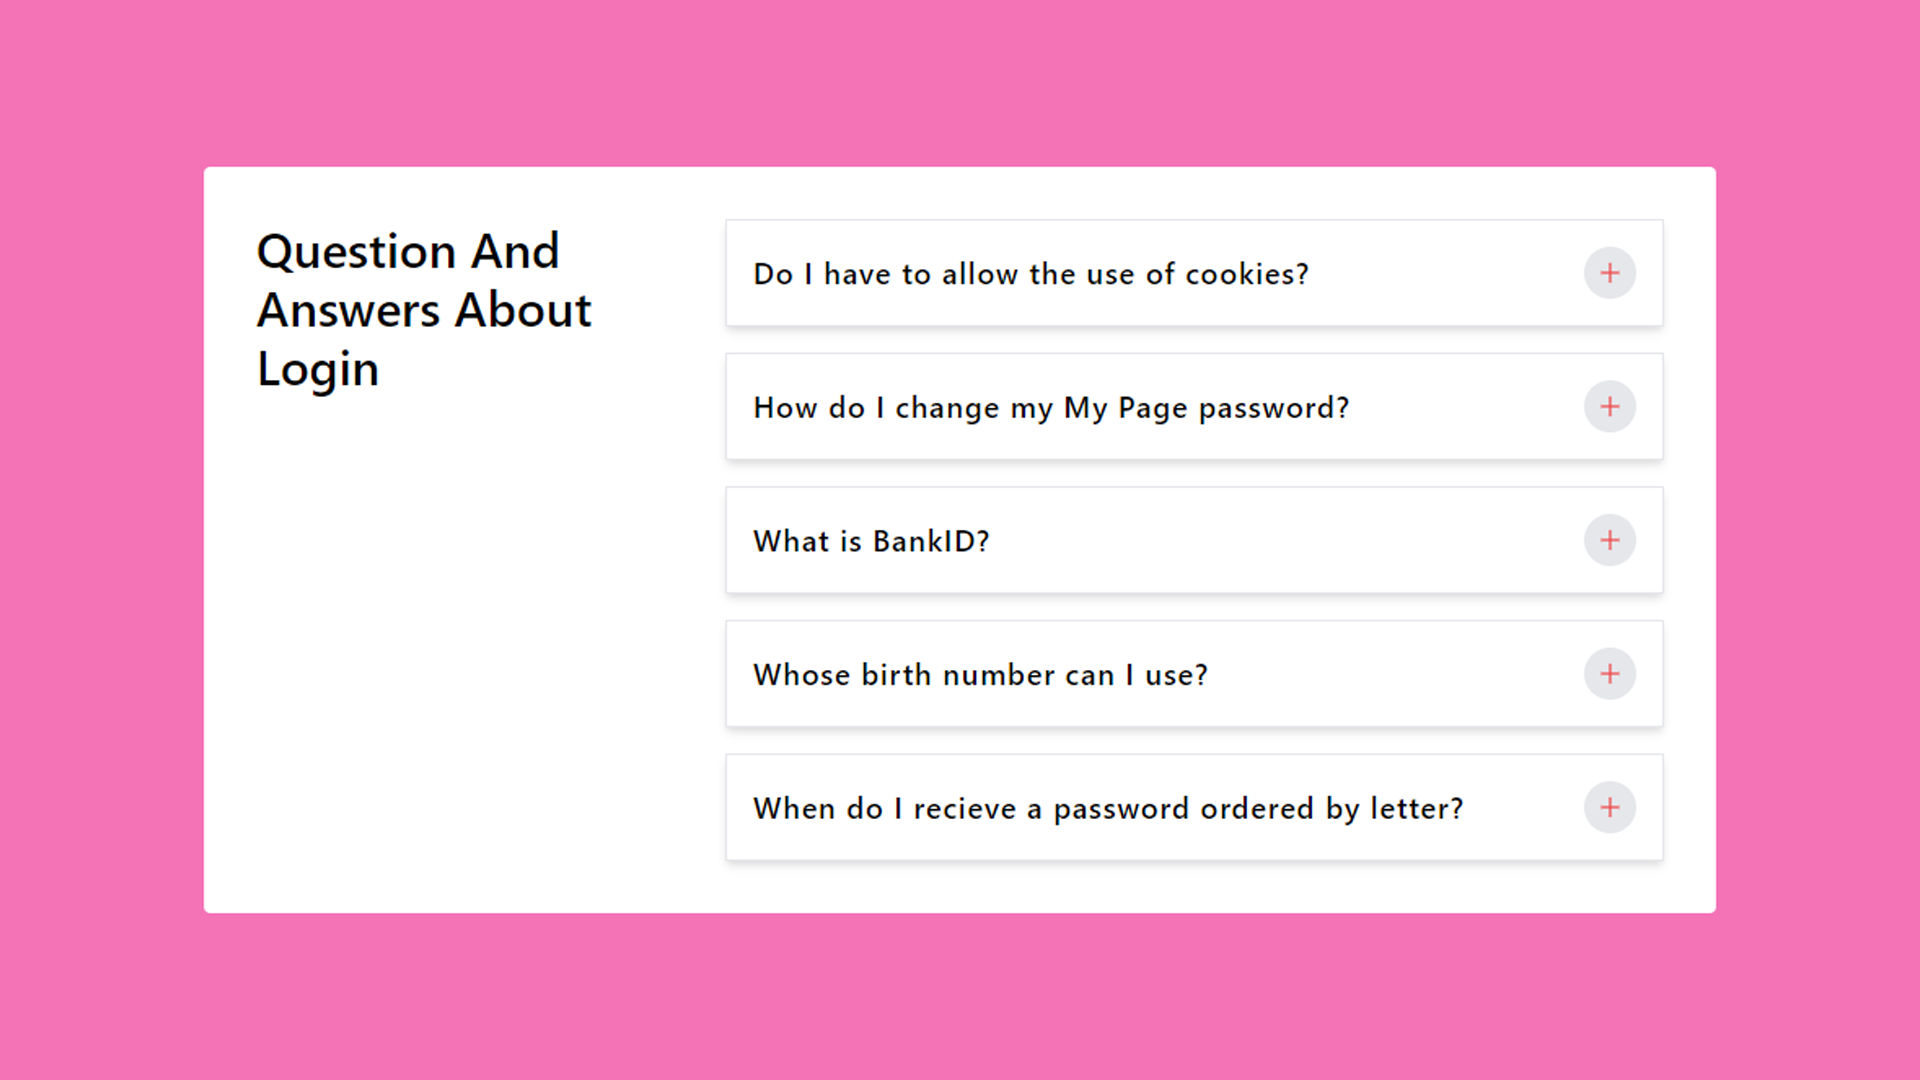 Question And
Answers About
Login
Do I have to allow the use of cookies?
How do I change my My Page password?
What is BankID?
Whose birth number can I use?
When do I recieve a password ordered by letter?